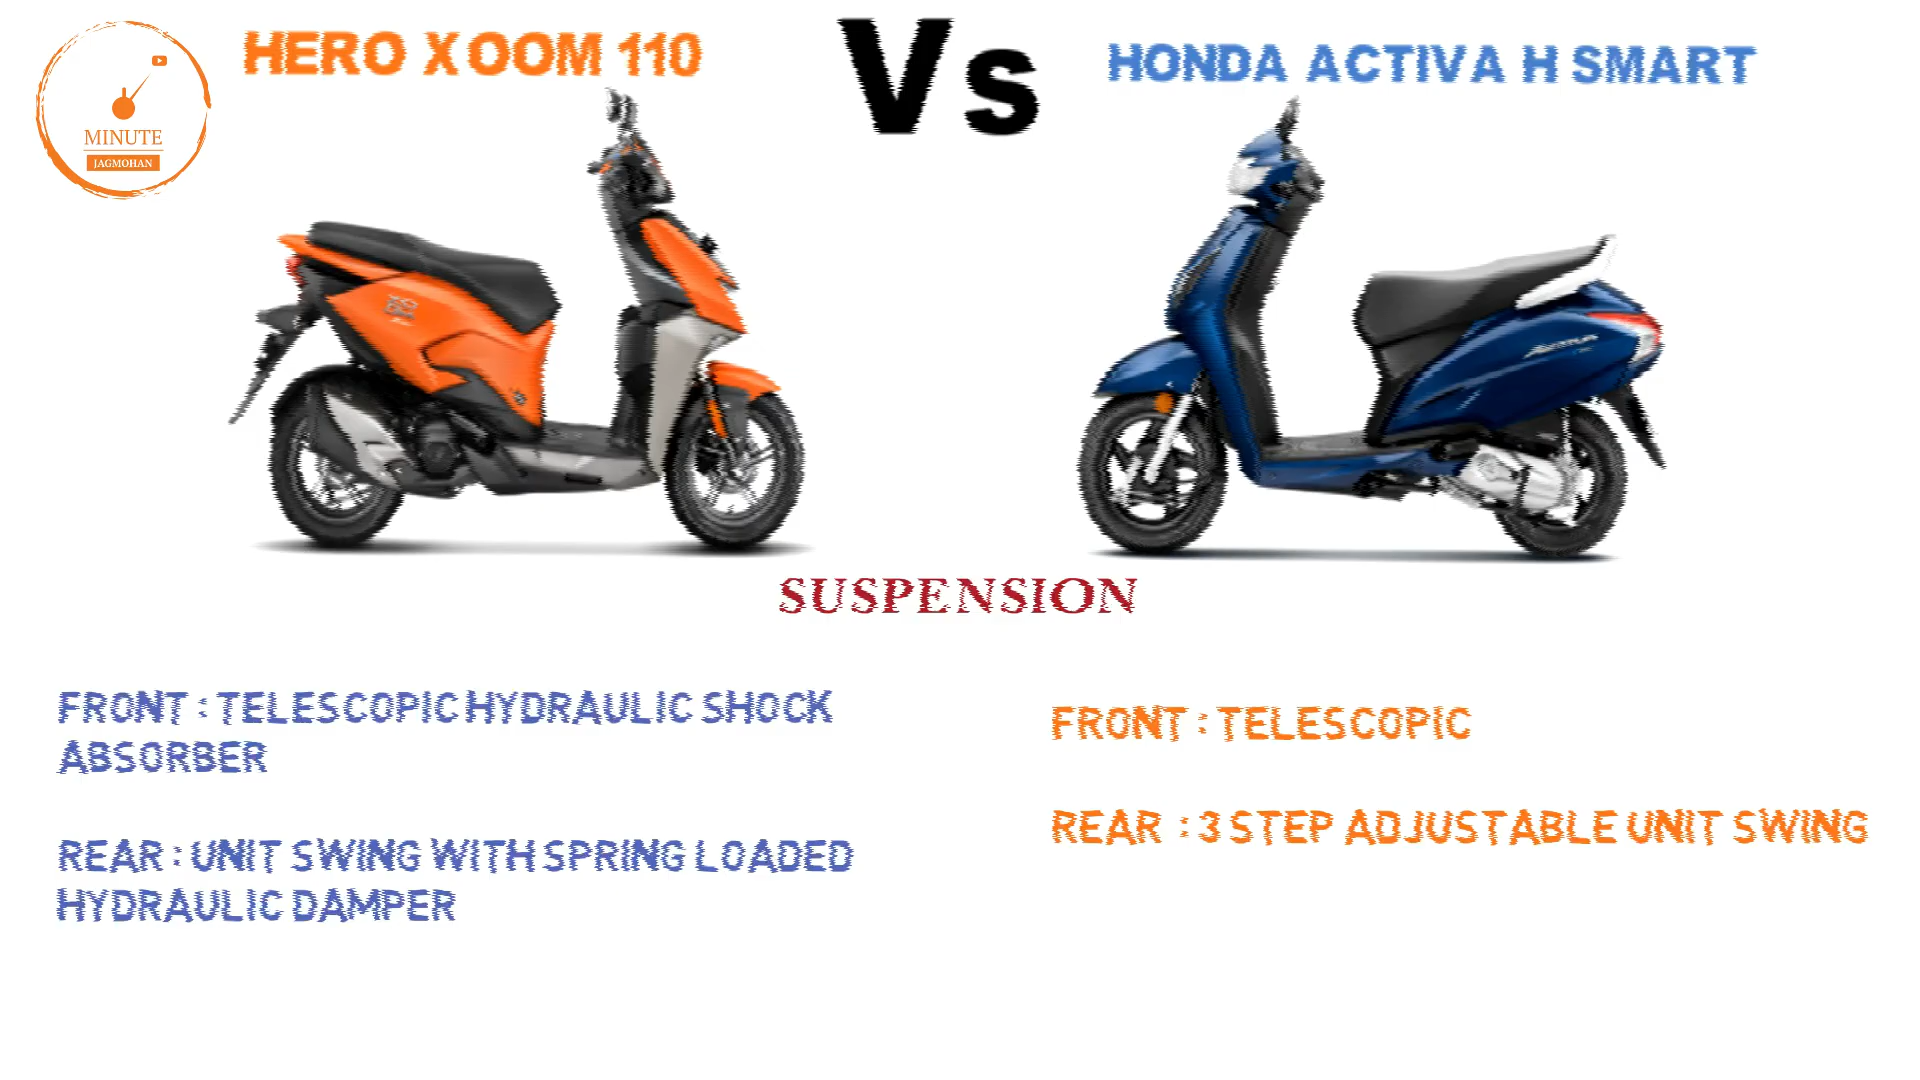 HERO XOOM 110
Vs
HONDA ACTIVA H SMART
MINUTE
JAGMOHAN
ACTIVA
SUSPENSION
FRONT : TELESCOPIC HYDRAULIC SHOCK
ABSORBER
REAR : UNIT SWING WITH SPRING LOADED
HYDRAULIC DAMPER
FRONT : TELESCOPIC
REAR : 3 STEP ADJUSTABLE UNIT SWING